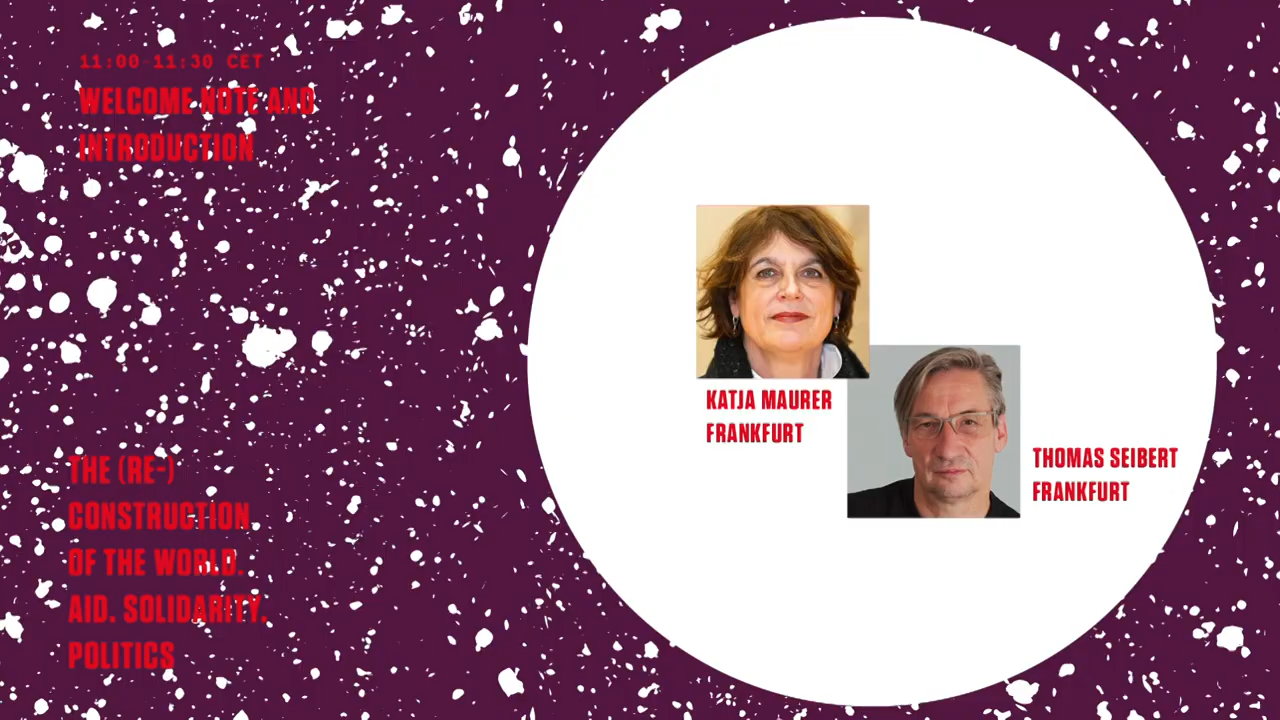 11:00-11:30 CET
WELCOME NOTE AND
INTRODUCTION
THE (RE-)
CONSTRUCTION
OF THE WORLD.
AID. SOLIDARITY.
POLITICS
KATJA MAURER
FRANKFURT
THOMAS SEIBERT
FRANKFURT